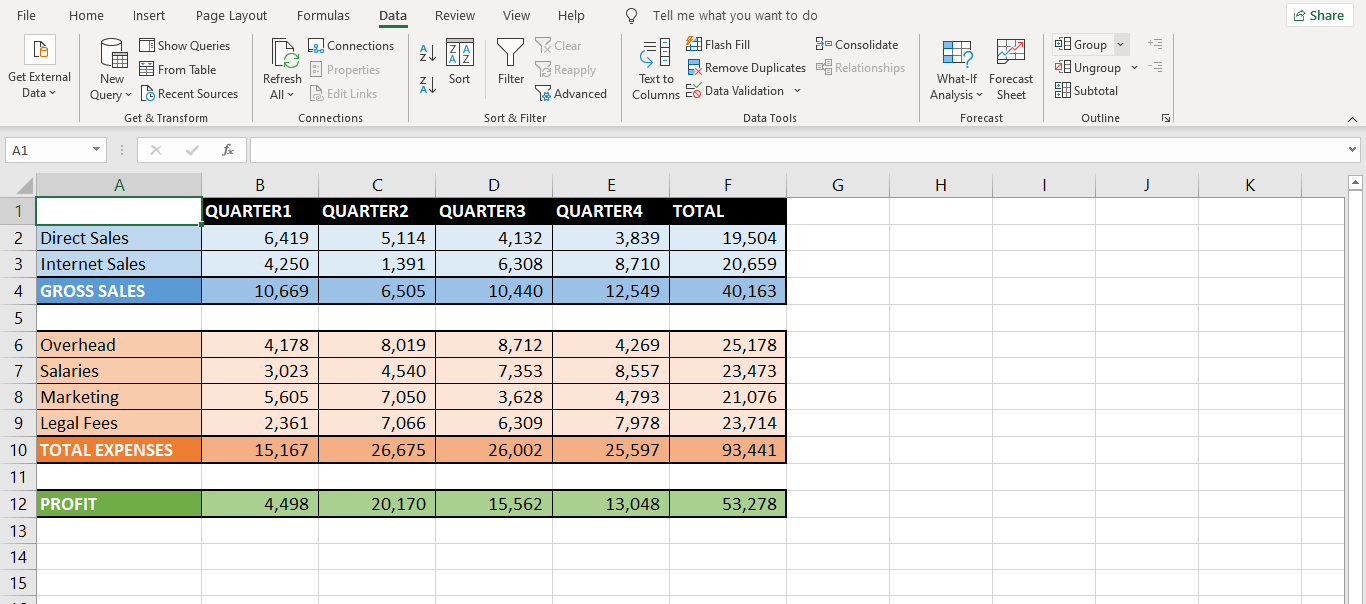 File Home Insert Page Layout Formulas Data Review View Help Tell me what you want to do Share
Get External Data
New Query
Show Queries
From Table
Recent Sources
Get & Transform
Refresh All
Connections
Properties
Edit Links
Connections
A Z
Z A
Z A
A Z
Sort
Filter
Clear
Reapply
Advanced
Sort & Filter
Text to Columns
Flash Fill
Remove Duplicates
Data Validation
Consolidate
Relationships
Data Tools
What-If Analysis
Forecast Sheet
Forecast
Group
Ungroup
Subtotal
Outline
A1 fx
A B C D E F G H I J K
1 QUARTER1 QUARTER2 QUARTER3 QUARTER4 TOTAL
2 Direct Sales 6,419 5,114 4,132 3,839 19,504
3 Internet Sales 4,250 1,391 6,308 8,710 20,659
4 GROSS SALES 10,669 6,505 10,440 12,549 40,163
5
6 Overhead 4,178 8,019 8,712 4,269 25,178
7 Salaries 3,023 4,540 7,353 8,557 23,473
8 Marketing 5,605 7,050 3,628 4,793 21,076
9 Legal Fees 2,361 7,066 6,309 7,978 23,714
10 TOTAL EXPENSES 15,167 26,675 26,002 25,597 93,441
11
12 PROFIT 4,498 20,170 15,562 13,048 53,278
13
14
15